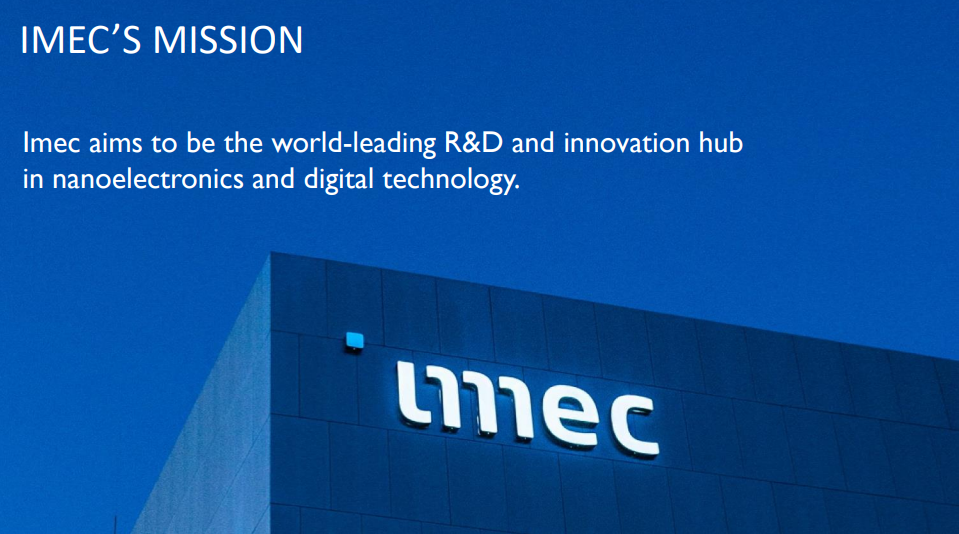 IMEC’S MISSION
Imec aims to be the world-leading R&D and innovation hub
in nanoelectronics and digital technology.
imec